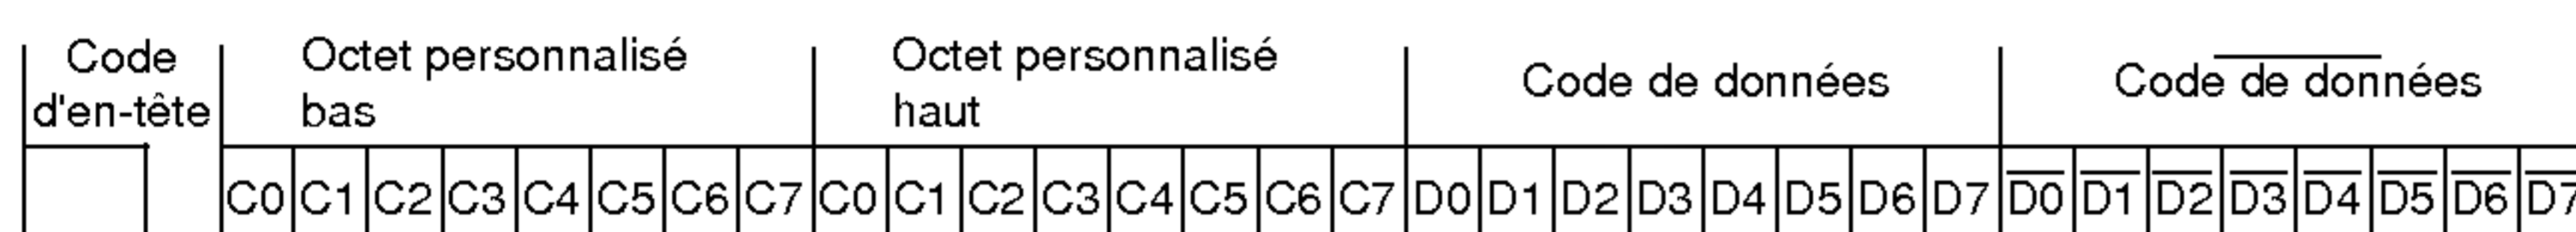 Code
d'en-tête
Octet personnalisé
bas
Octet personnalisé
haut
Code de données
Code de données
C0 C1 C2 C3 C4 C5 C6 C7 C0 C1 C2 C3 C4 C5 C6 C7 D0 D1 D2 D3 D4 D5 D6 D7 D0 D1 D2 D3 D4 D5 D6 D7